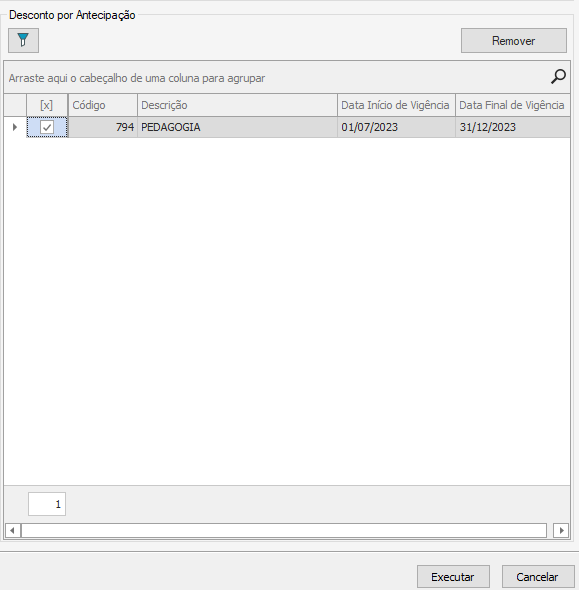 Desconto por Antecipação
Remover
Arraste aqui o cabeçalho de uma coluna para agrupar
[x] Código Descrição Data Início de Vigência Data Final de Vigência
794 PEDAGOGIA 01/07/2023 31/12/2023
1
Executar Cancelar